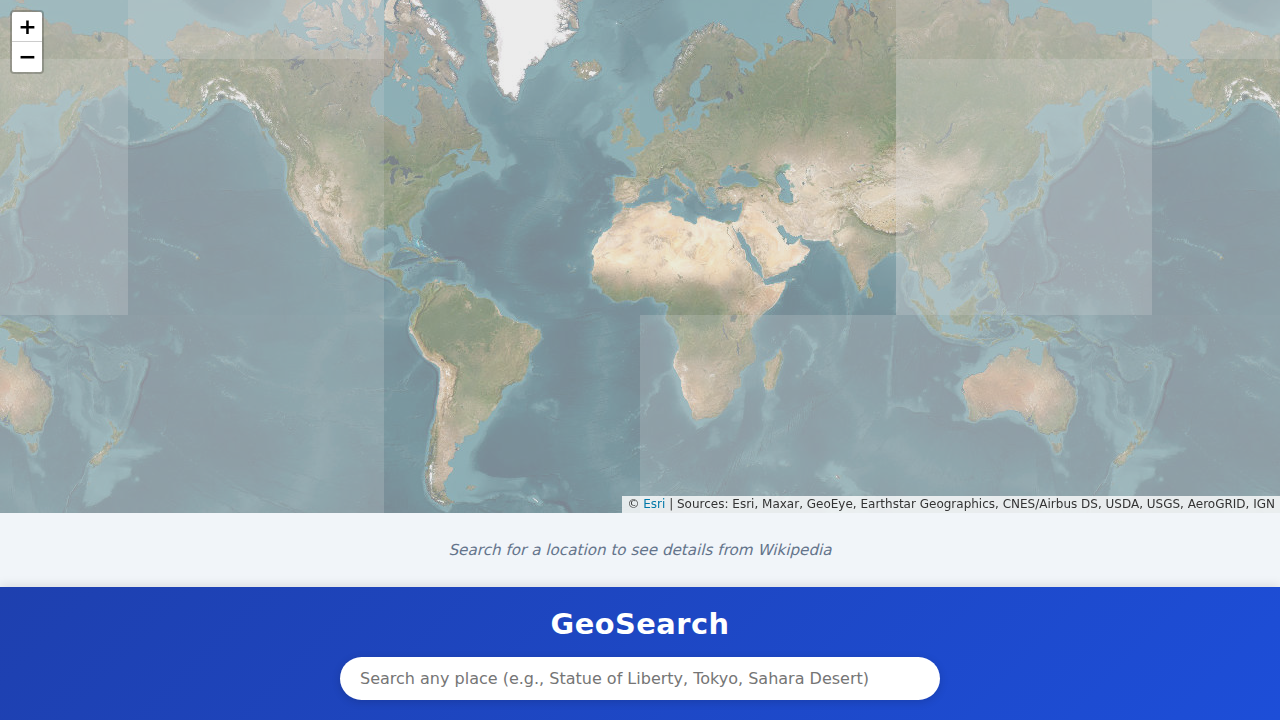 +
−
© Esri | Sources: Esri, Maxar, GeoEye, Earthstar Geographics, CNES/Airbus DS, USDA, USGS, AeroGRID, IGN
Search for a location to see details from Wikipedia
GeoSearch
Search any place (e.g., Statue of Liberty, Tokyo, Sahara Desert)